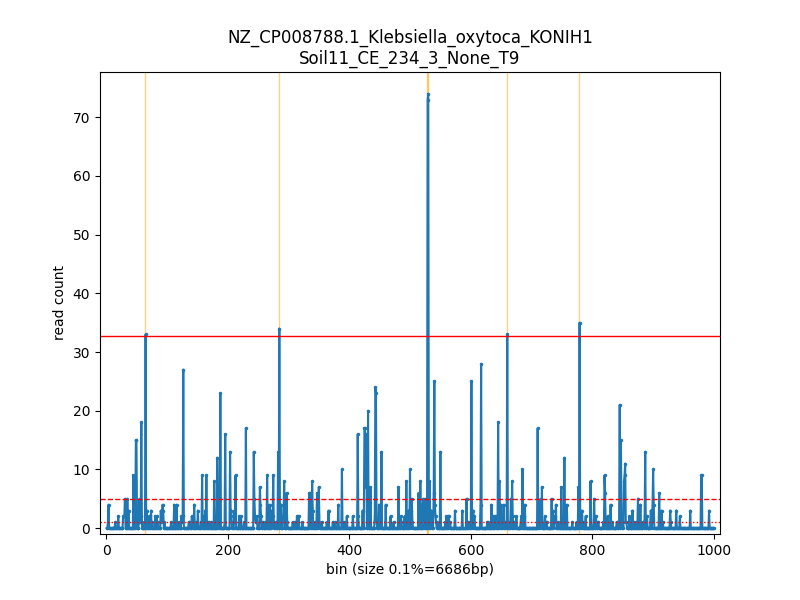 NZ_CP008788.1_Klebsiella_oxytoca_KONIH1
Soil11_CE_234_3_None_T9
70
60
50
40
30
20
10
0
read count
0 200 400 600 800 1000
bin (size 0.1%=6686bp)